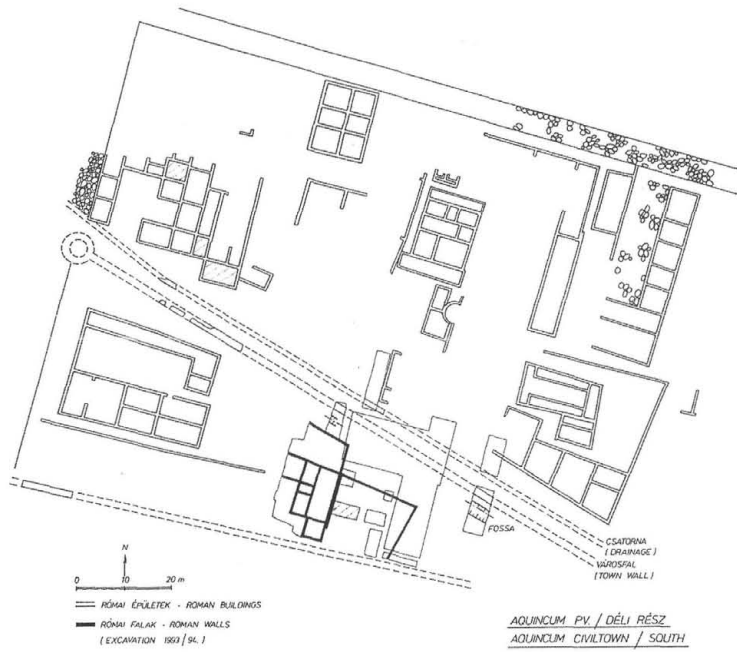 FOSSA
CSATORNA
(DRAINAGE)
VÁROSFAL
(TOWN WALL)
N
0 10 20 m
RÓMAI ÉPÜLETEK - ROMAN BUILDINGS
RÓMAI FALAK - ROMAN WALLS
(EXCAVATION 1993/94.)
AQUINCUM PV. / DÉLI RÉSZ
AQUINCUM CIVILTOWN / SOUTH